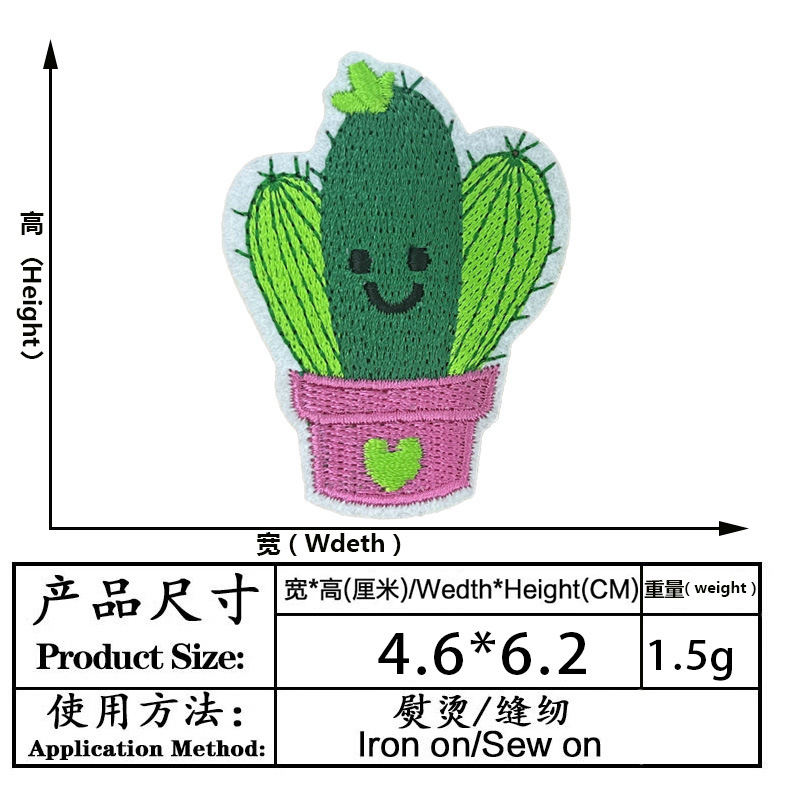 高
(Height)
宽 ( Wdeth )
产品尺寸
Product Size:
宽*高(厘米)/Wedth*Height(CM)
重量( weight )
4.6*6.2
1.5g
使用方法:
Application Method:
熨烫/缝纫
Iron on/Sew on